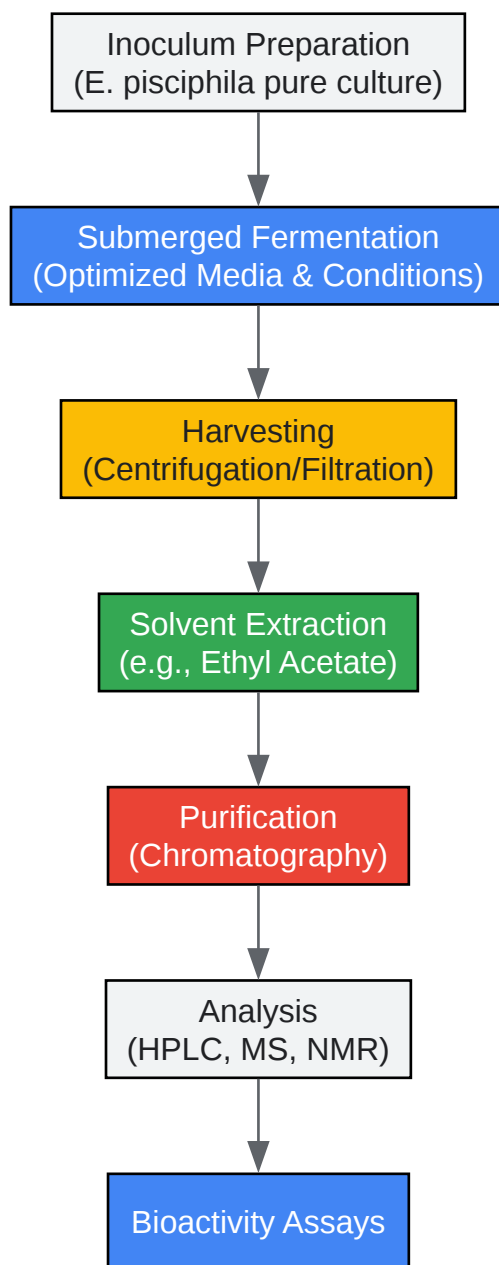 Inoculum Preparation
(E. pisciphila pure culture)
Submerged Fermentation
(Optimized Media & Conditions)
Harvesting
(Centrifugation/Filtration)
Solvent Extraction
(e.g., Ethyl Acetate)
Purification
(Chromatography)
Analysis
(HPLC, MS, NMR)
Bioactivity Assays